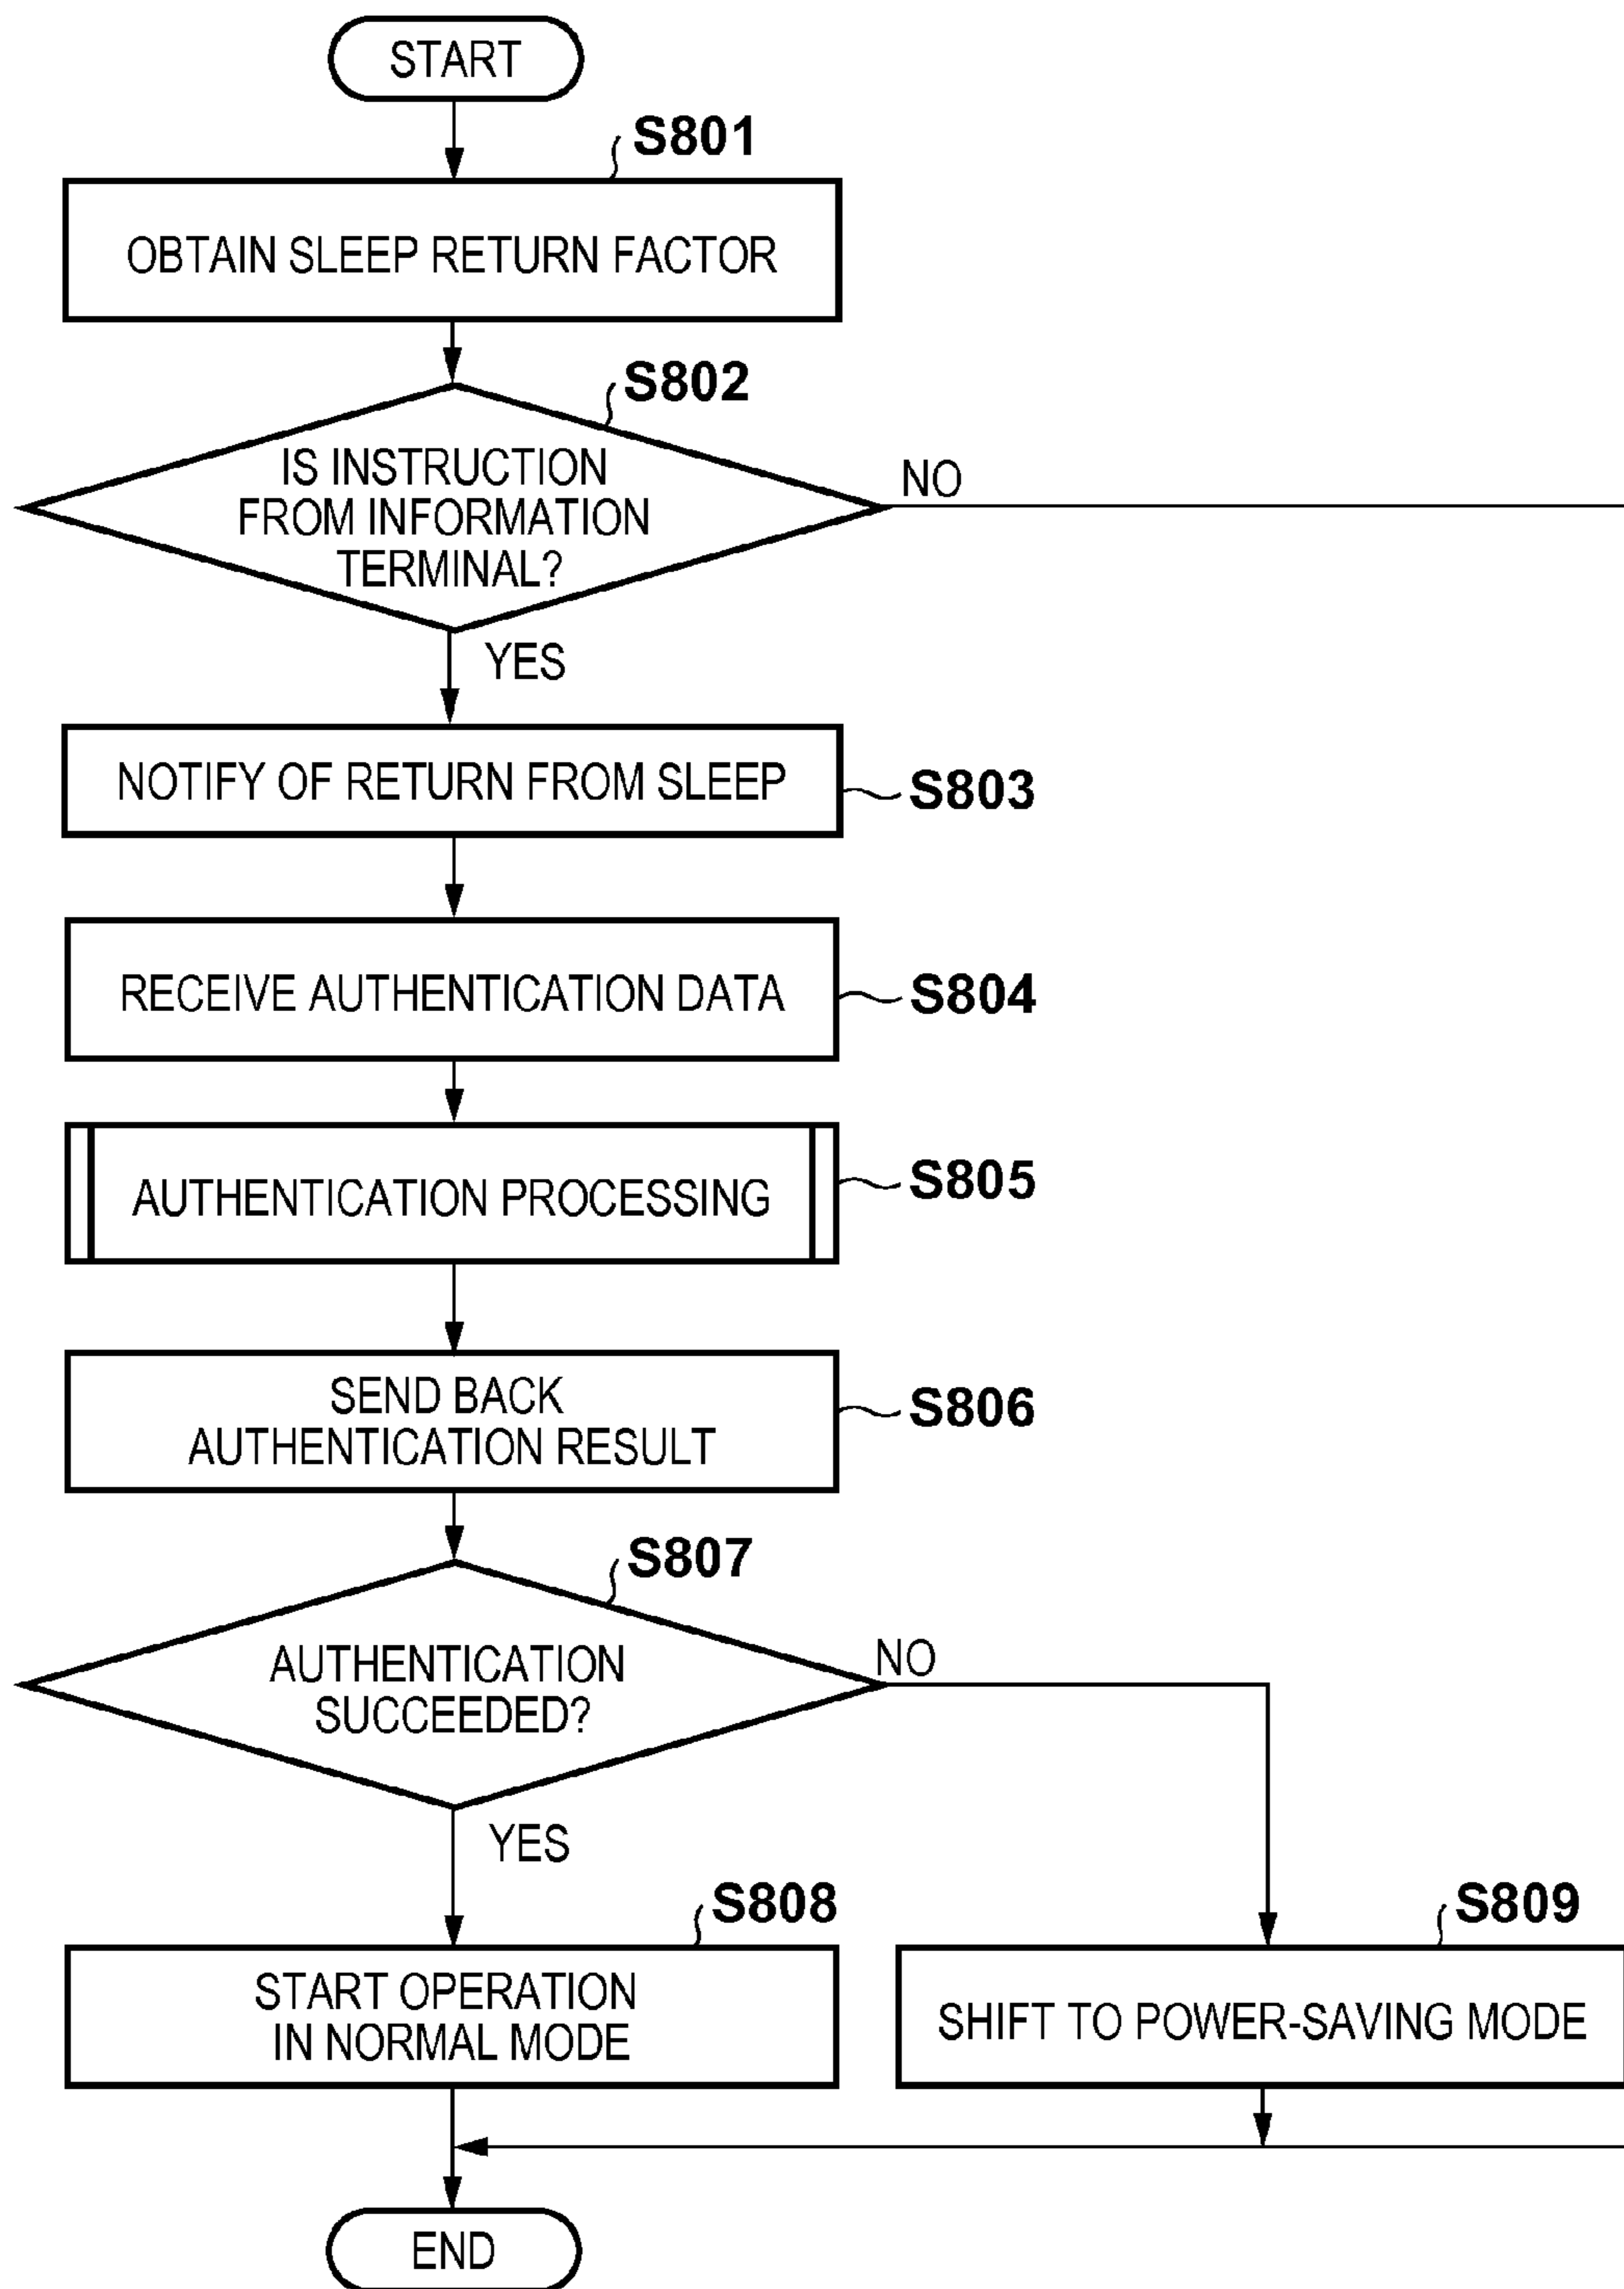 START
S801
OBTAIN SLEEP RETURN FACTOR
S802
IS INSTRUCTION
FROM INFORMATION
TERMINAL?
NO
YES
NOTIFY OF RETURN FROM SLEEP
S803
RECEIVE AUTHENTICATION DATA
S804
AUTHENTICATION PROCESSING
S805
SEND BACK
AUTHENTICATION RESULT
S806
S807
AUTHENTICATION
SUCCEEDED?
NO
YES
S808
START OPERATION
IN NORMAL MODE
S809
SHIFT TO POWER-SAVING MODE
END